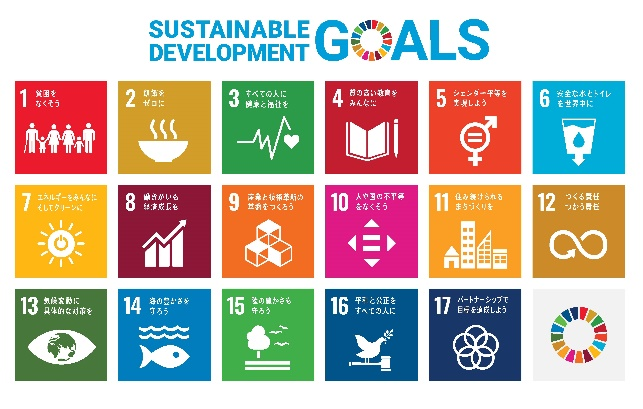 SUSTAINABLE
DEVELOPMENT
GOALS
1
貧困を
なくそう
2
飢餓を
ゼロに
3
すべての人に
健康と福祉を
4
質の高い教育を
みんなに
5
ジェンダー平等を
実現しよう
6
安全な水とトイレ
を世界中に
7
エネルギーをみんなに
そしてクリーンに
8
働きがいも
経済成長も
9
産業と技術革新の
基盤をつくろう
10
人や国の不平等
をなくそう
11
住み続けられる
まちづくりを
12
つくる責任
つかう責任
13
気候変動に
具体的な対策を
14
海の豊かさを
守ろう
15
陸の豊かさも
守ろう
16
平和と公正を
すべての人に
17
パートナーシップで
目標を達成しよう